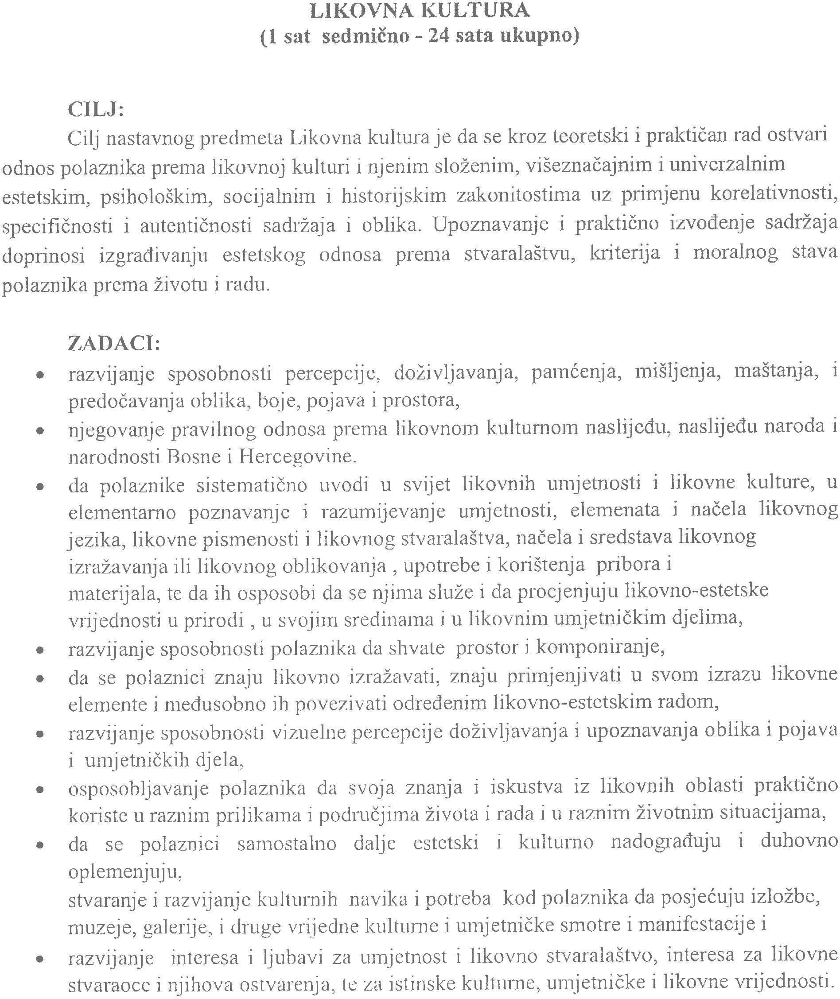 LIKOVNA KULTURA
(1 sat sedmično - 24 sata ukupno)
CILJ:
Cilj nastavnog predmeta Likovna kultura je da se kroz teoretski i praktičan rad ostvari
odnos polaznika prema likovnoj kulturi i njenim složenim, višeznačajnim i univerzalnim
estetskim, psihološkim, socijalnim i historijskim zakonitostima uz primjenu korelativnosti,
specifičnosti i autentičnosti sadržaja i oblika. Upoznavanje i praktično izvođenje sadržaja
doprinosi izgrađivanju estetskog odnosa prema stvaralaštvu, kriterija i moralnog stava
polaznika prema životu i radu.
ZADACI:
• razvijanje sposobnosti percepcije, doživljavanja, pamćenja, mišljenja, maštanja, i
predočavanja oblika, boje, pojava i prostora,
• njegovanje pravilnog odnosa prema likovnom kulturnom naslijeđu, naslijeđu naroda i
narodnosti Bosne i Hercegovine.
• da polaznike sistematično uvodi u svijet likovnih umjetnosti i likovne kulture, u
elementarno poznavanje i razumijevanje umjetnosti, elemenata i načela likovnog
jezika, likovne pismenosti i likovnog stvaralaštva, načela i sredstava likovnog
izražavanja ili likovnog oblikovanja , upotrebe i korištenja pribora i
materijala, te da ih osposobi da se njima služe i da procjenjuju likovno-estetske
vrijednosti u prirodi , u svojim sredinama i u likovnim umjetničkim djelima,
• razvijanje sposobnosti polaznika da shvate prostor i komponiranje,
• da se polaznici znaju likovno izražavati, znaju primjenjivati u svom izrazu likovne
elemente i međusobno ih povezivati određenim likovno-estetskim radom,
• razvijanje sposobnosti vizuelne percepcije doživljavanja i upoznavanja oblika i pojava
i umjetničkih djela,
• osposobljavanje polaznika da svoja znanja i iskustva iz likovnih oblasti praktično
koriste u raznim prilikama i područjima života i rada i u raznim životnim situacijama,
• da se polaznici samostalno dalje estetski i kulturno nadograđuju i duhovno
oplemenjuju,
stvaranje i razvijanje kulturnih navika i potreba kod polaznika da posjećuju izložbe,
muzeje, galerije, i druge vrijedne kulturne i umjetničke smotre i manifestacije i
• razvijanje interesa i ljubavi za umjetnost i likovno stvaralaštvo, interesa za likovne
stvaraoce i njihova ostvarenja, te za istinske kulturne, umjetničke i likovne vrijednosti.